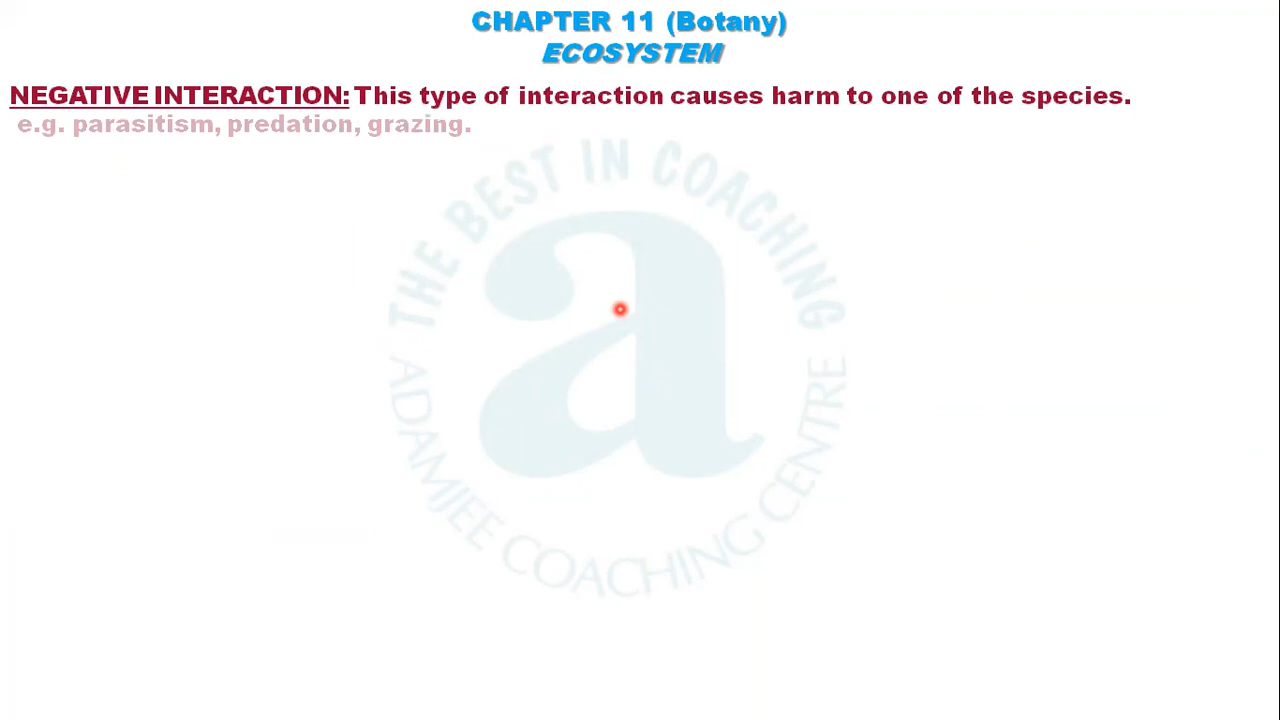 CHAPTER 11 (Botany)
ECOSYSTEM
NEGATIVE INTERACTION: This type of interaction causes harm to one of the species.
e.g. parasitism, predation, grazing.
THE BEST IN COACHING
a
ADAMJEE COACHING CENTRE